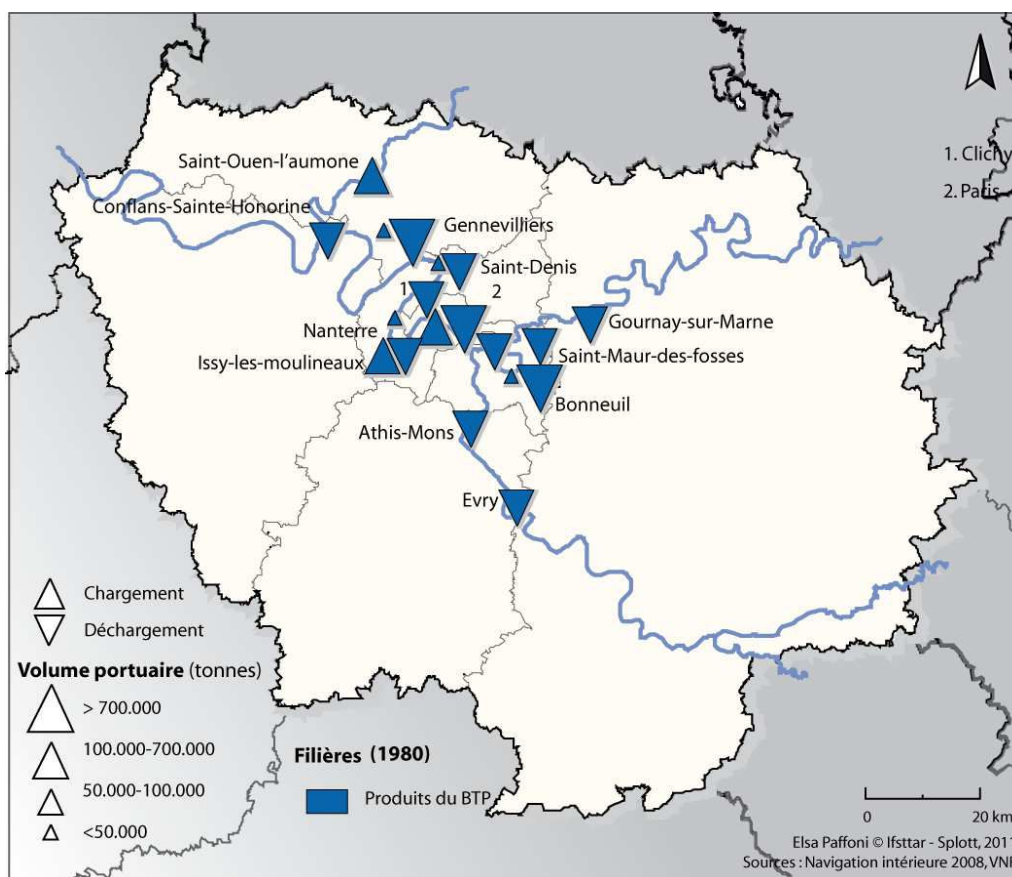 1. Clichy
2. Paris
Saint-Ouen-l'aumone
Conflans-Sainte-Honorine
Gennevilliers
Saint-Denis
1
2
Nanterre
Gournay-sur-Marne
Issy-les-moulineaux
Saint-Maur-des-fosses
Bonneuil
Athis-Mons
Evry
Chargement
Déchargement
Volume portuaire (tonnes)
> 700.000
100.000-700.000
50.000-100.000
<50.000
Filières (1980)
Produits du BTP
0 20 km
Elsa Paffoni © Ifsttar - Splott, 2011
Sources : Navigation intérieure 2008, VNF